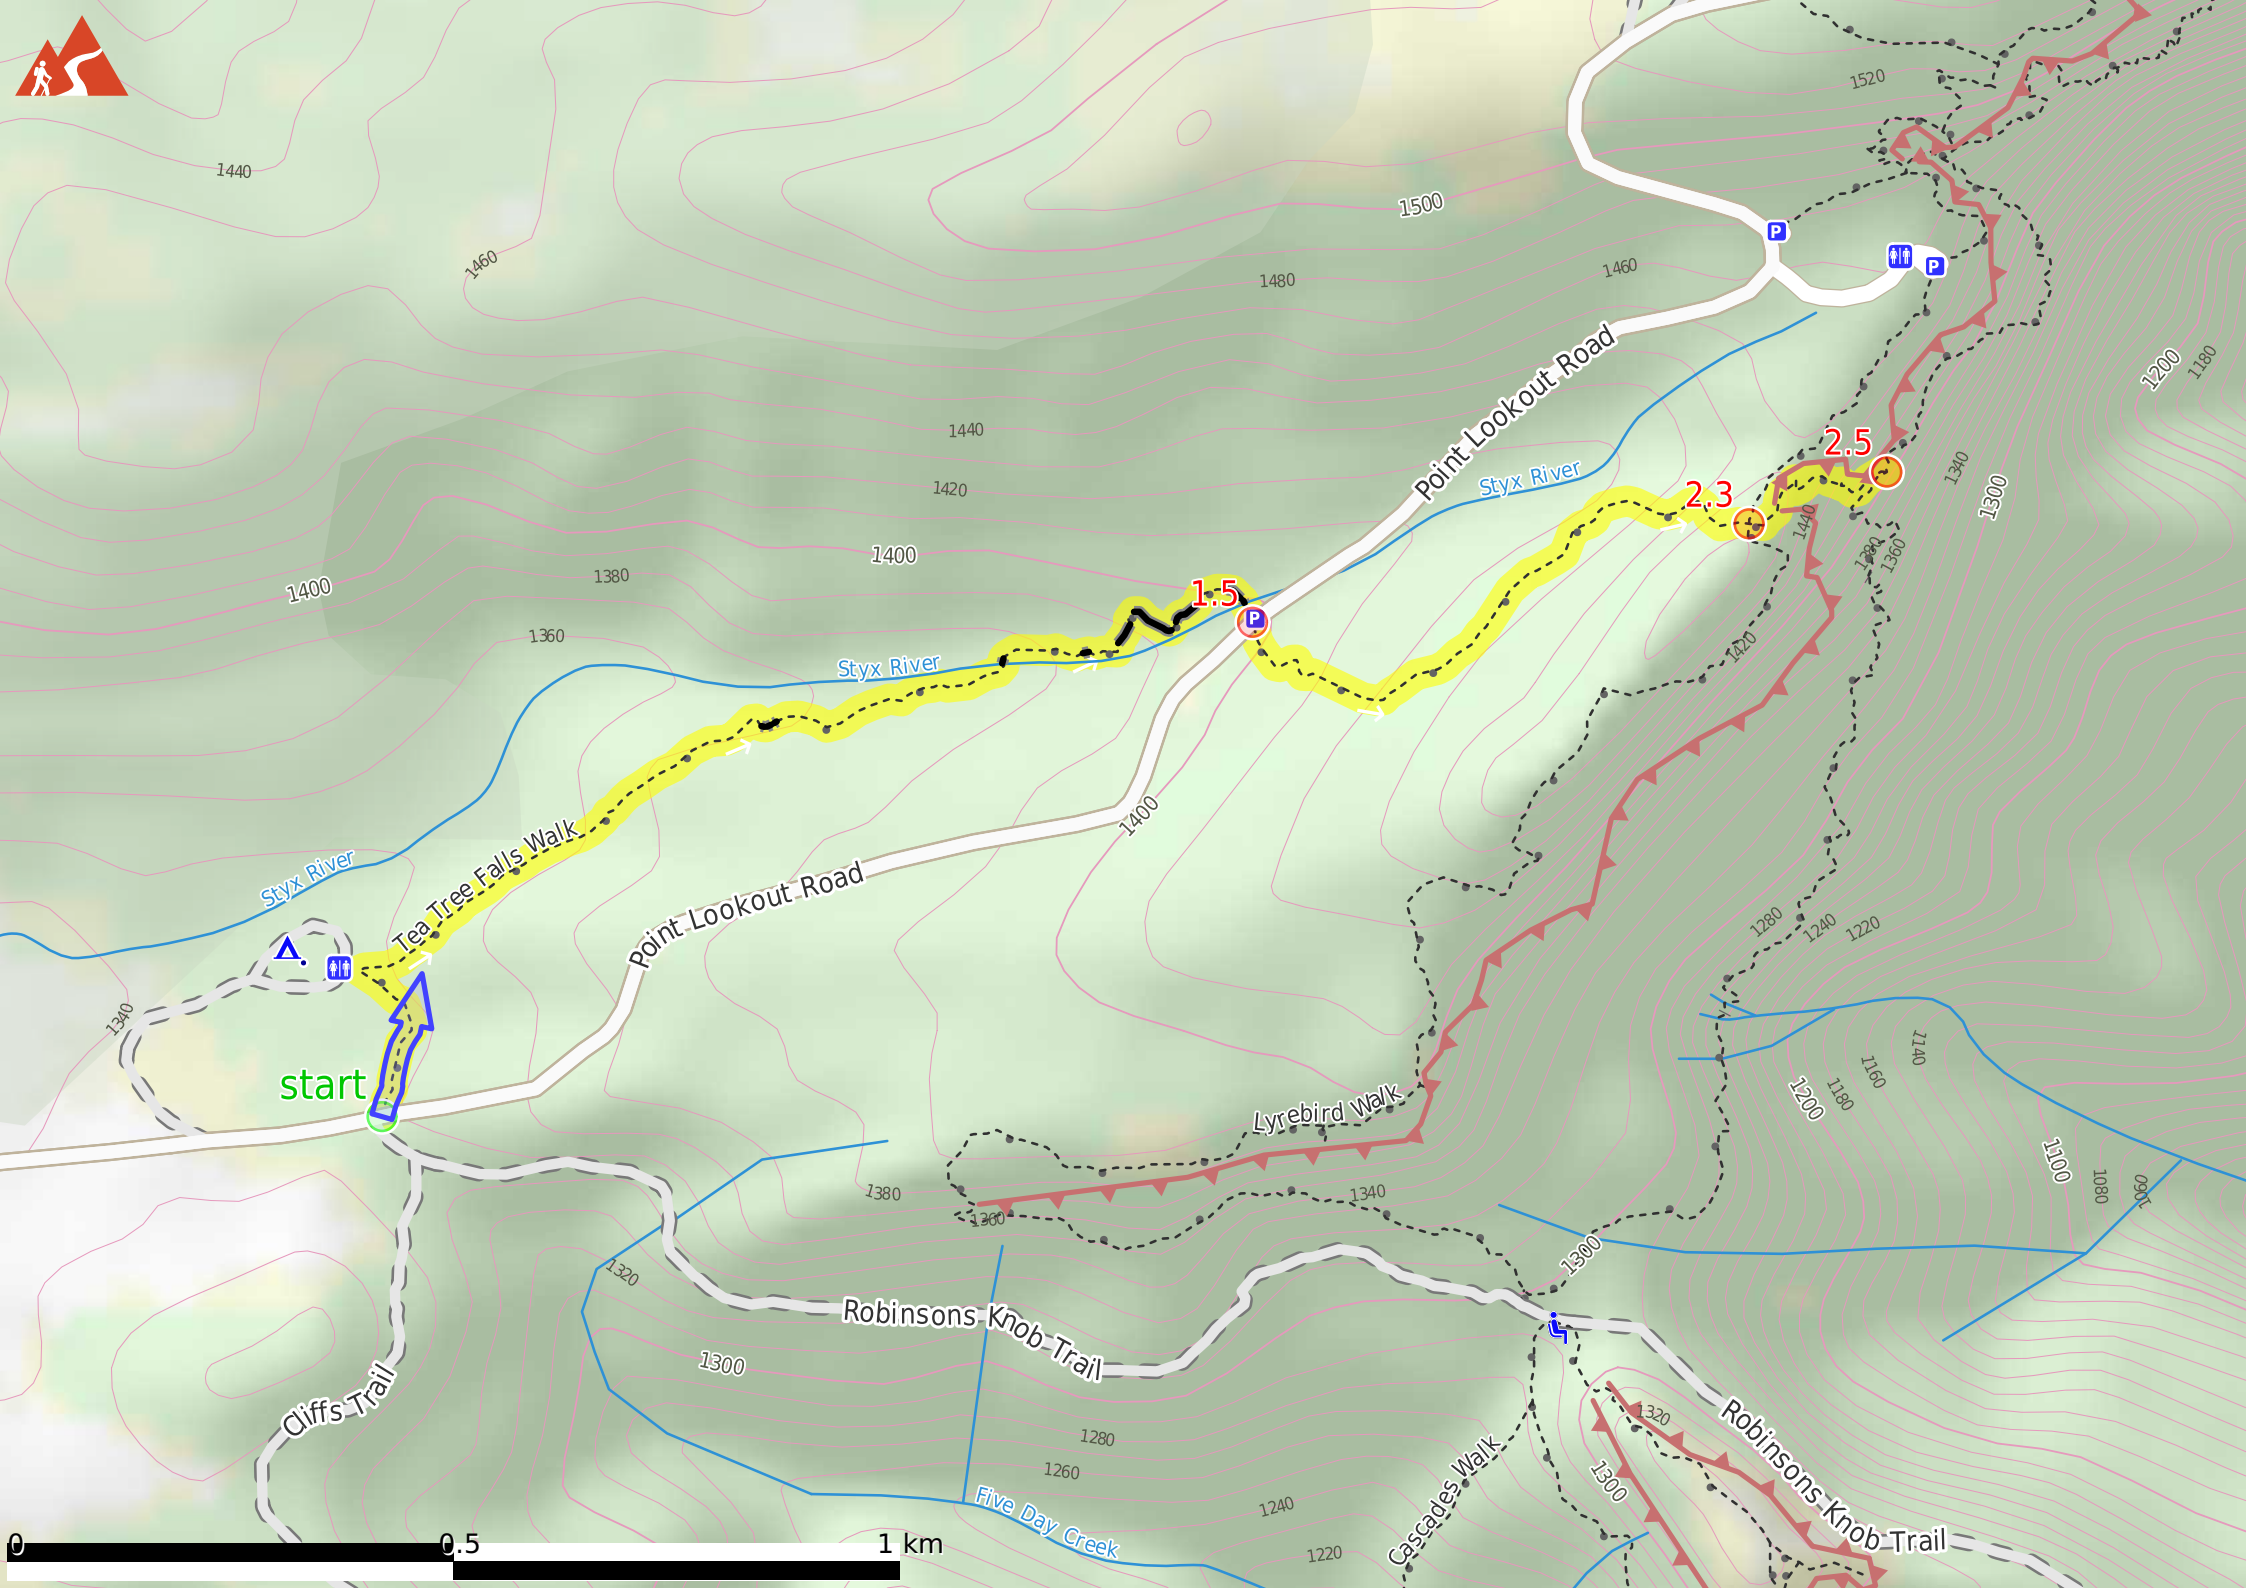 1520
1440
1500
P
1460
1480
1460
P
1200
1180
Point Lookout Road
1440
2.5
1340
1420
Styx River
2.3
1300
1440
1400
1380
1360
1380
1400
1.5
P
1360
1420
Styx River
1400
Tea Tree Falls Walk
Styx River
Point Lookout Road
1280
1240
1220
1340
1140
1160
1180
1200
start
Lyrebird Walk
1100
1080
1060
1380
1340
1360
1300
1320
Robinsons Knob Trail
1300
Cliffs Trail
1320
Robinsons Knob Trail
1280
1260
1300
Cascades Walk
1240
Five Day Creek
1220
0
0.5
1 km